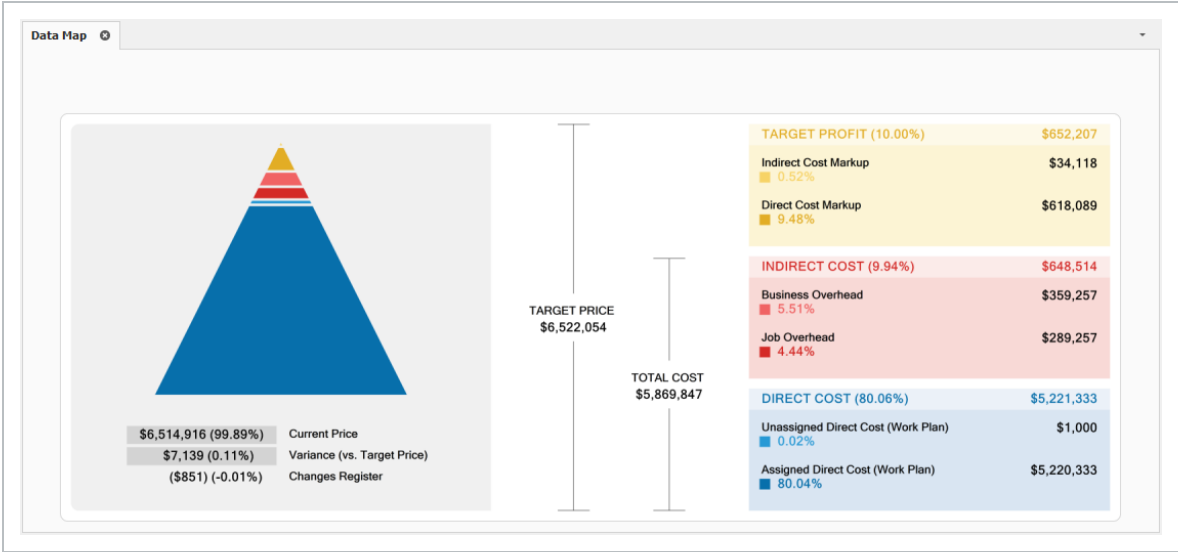 Data Map
$6,514,916 (99.89%) Current Price
$7,139 (0.11%) Variance (vs. Target Price)
($851) (-0.01%) Changes Register
TARGET PRICE
$6,522,054
TOTAL COST
$5,869,847
TARGET PROFIT (10.00%) $652,207
Indirect Cost Markup $34,118
0.52%
Direct Cost Markup $618,089
9.48%
INDIRECT COST (9.94%) $648,514
Business Overhead $359,257
5.51%
Job Overhead $289,257
4.44%
DIRECT COST (80.06%) $5,221,333
Unassigned Direct Cost (Work Plan) $1,000
0.02%
Assigned Direct Cost (Work Plan) $5,220,333
80.04%